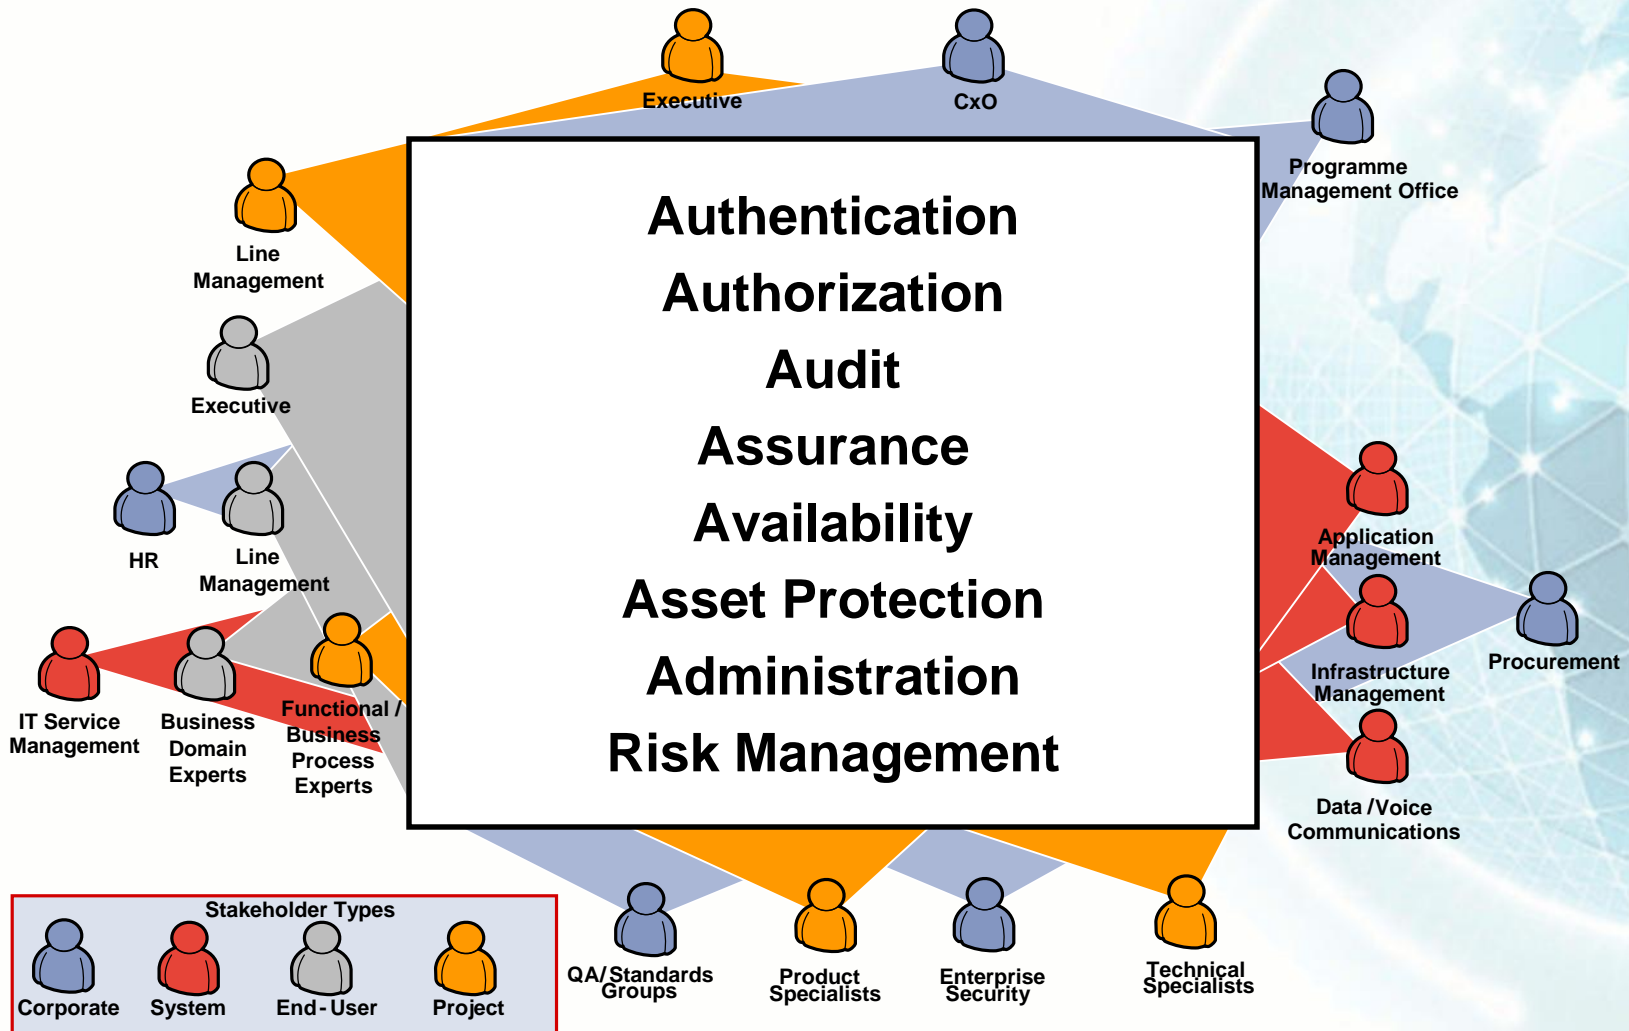 Executive
CxO
Programme
Management Office
Line
Management
Executive
HR
Line
Management
IT Service
Management
Business
Domain
Experts
Functional /
Business
Process
Experts
Authentication
Authorization
Audit
Assurance
Availability
Asset Protection
Administration
Risk Management
Application
Management
Infrastructure
Management
Procurement
Data / Voice
Communications
Stakeholder Types
Corporate
System
End - User
Project
QA/ Standards
Groups
Product
Specialists
Enterprise
Security
Technical
Specialists